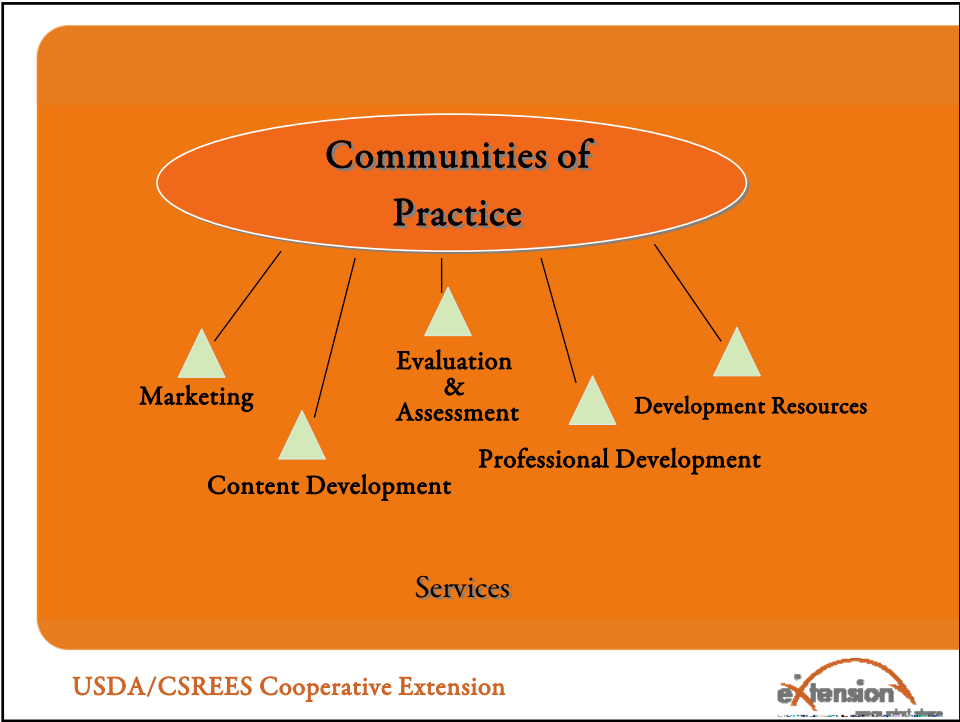 Communities of
Practice
Marketing
Evaluation
&
Assessment
Development Resources
Professional Development
Content Development
Services
USDA/CSREES Cooperative Extension
eXtension